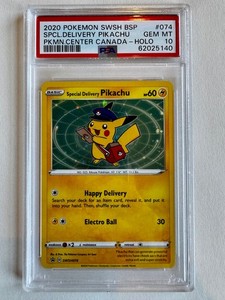 2020 POKEMON SWSH BSP #074
SPCL.DELIVERY PIKACHU GEM MT
PKMN.CENTER CANADA-HOLO 10
PSA 62025140
BASIC Special Delivery Pikachu HP60
Happy Delivery
Search your deck for an item card, reveal it, and put it
into your hand. Then, shuffle your deck.
Electro Ball 30